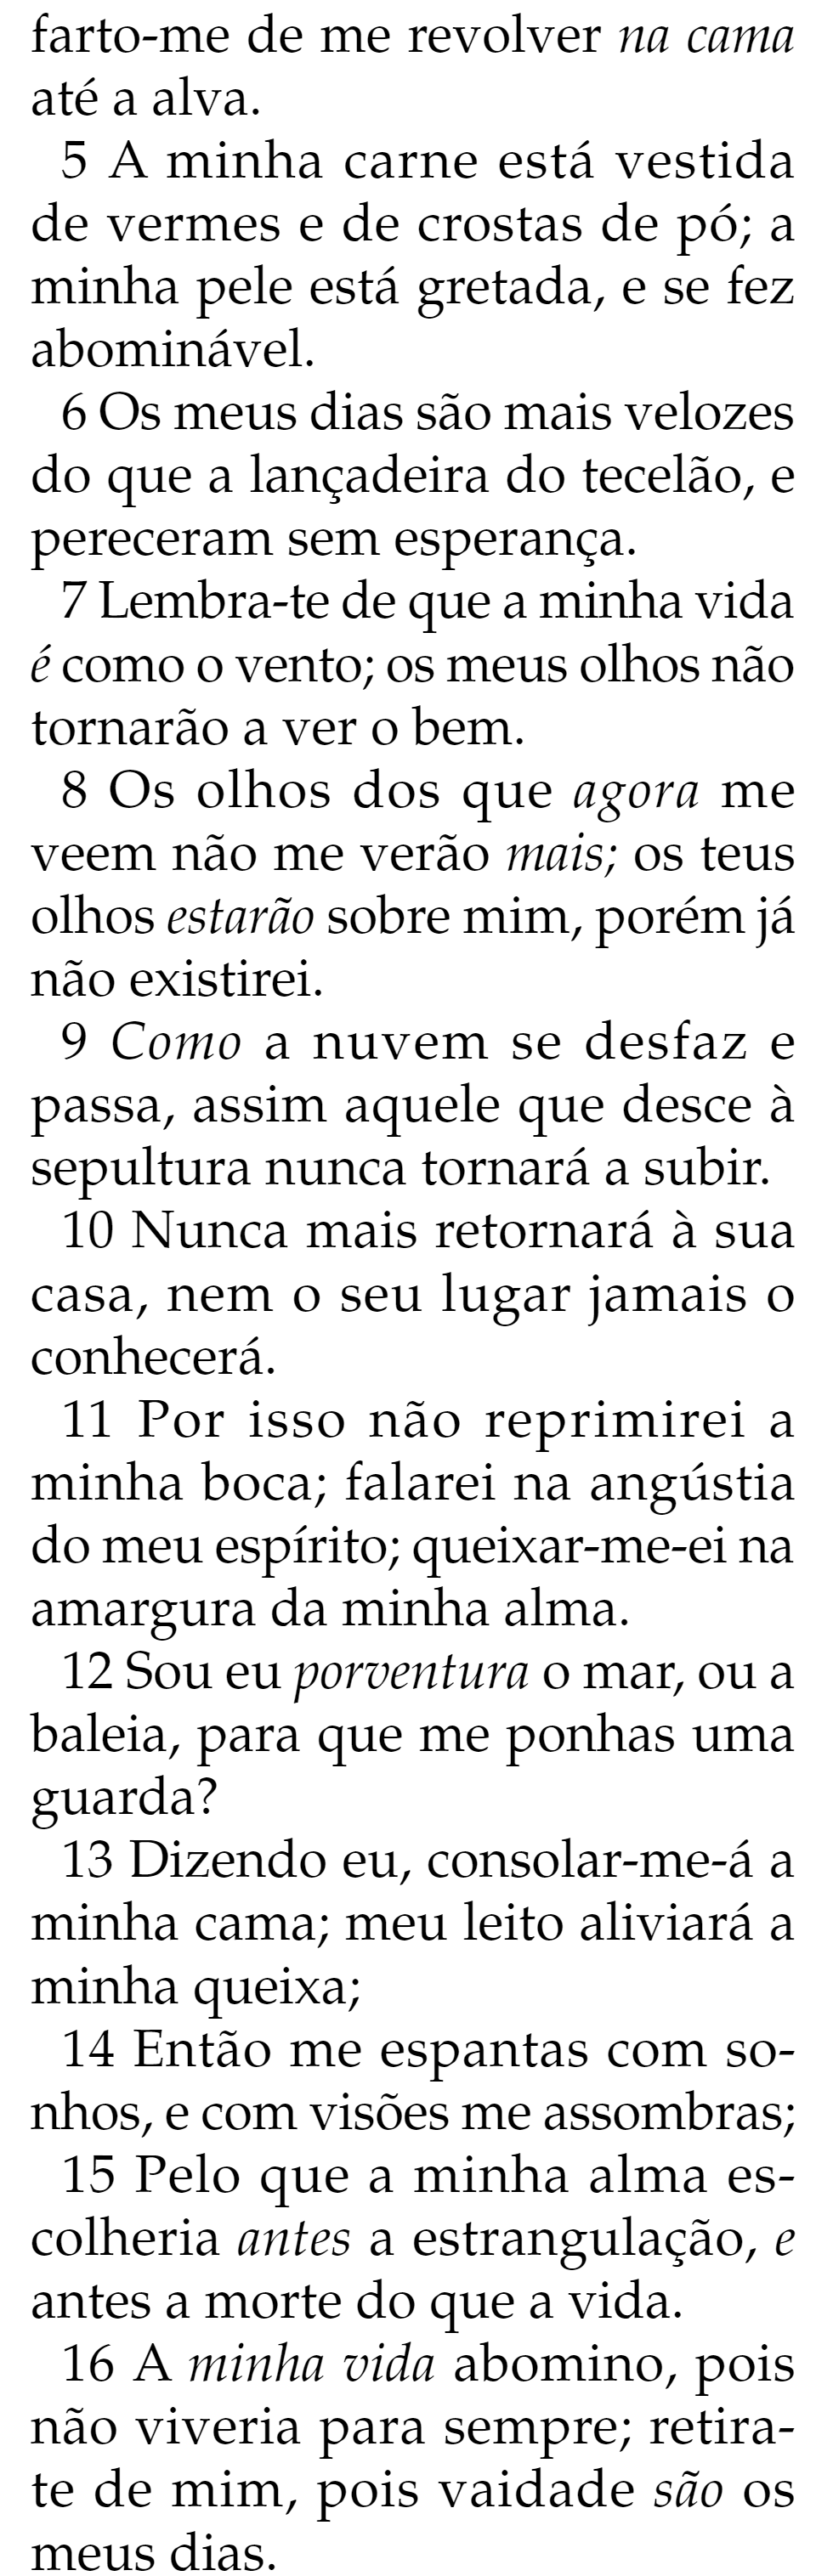 farto-me de me revolver na cama
até a alva.
5 A minha carne está vestida
de vermes e de crostas de pó; a
minha pele está gretada, e se fez
abominável.
6 Os meus dias são mais velozes
do que a lançadeira do tecelão, e
pereceram sem esperança.
7 Lembra-te de que a minha vida
é como o vento; os meus olhos não
tornarão a ver o bem.
8 Os olhos dos que agora me
veem não me verão mais; os teus
olhos estarão sobre mim, porém já
não existirei.
9 Como a nuvem se desfaz e
passa, assim aquele que desce à
sepultura nunca tornará a subir.
10 Nunca mais retornará à sua
casa, nem o seu lugar jamais o
conhecerá.
11 Por isso não reprimirei a
minha boca; falarei na angústia
do meu espírito; queixar-me-ei na
amargura da minha alma.
12 Sou eu porventura o mar, ou a
baleia, para que me ponhas uma
guarda?
13 Dizendo eu, consolar-me-á a
minha cama; meu leito aliviará a
minha queixa;
14 Então me espantas com so-
nhos, e com visões me assombras;
15 Pelo que a minha alma es-
colheria antes a estrangulação, e
antes a morte do que a vida.
16 A minha vida abomino, pois
não viveria para sempre; retira-
te de mim, pois vaidade são os
meus dias.